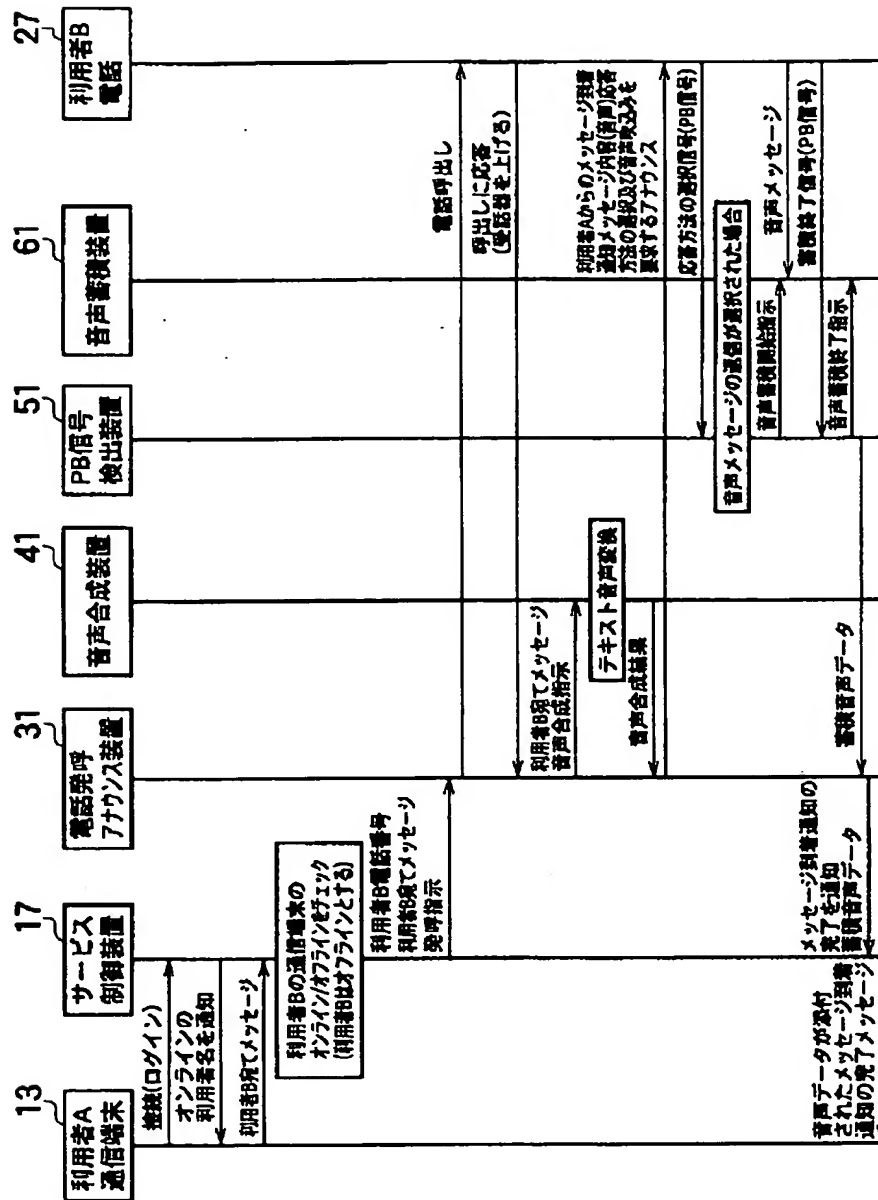 13
利用者A
通信端末
17
サービス
制御装置
31
電話発呼
アナウンス装置
41
音声合成装置
51
PB信号
検出装置
61
音声蓄積装置
27
利用者B
電話
接続(ログイン)
オンラインの
利用者名を通知
利用者B宛てメッセージ
利用者Bの通信端末の
オンライン/オフラインをチェック
(利用者Bはオフラインとする)
利用者B電話番号
利用者B宛てメッセージ
発呼指示
電話呼出し
呼出しに応答
(受話器を上げる)
利用者B宛てメッセージ
音声合成指示
テキスト音声変換
音声合成結果
利用者Aからのメッセージ到着
通知メッセージ内容(音声)応答
方法の選択及び音声吹込みを
要求するアナウンス
応答方法の選択信号(PB信号)
音声メッセージの返信が選択された場合
音声蓄積開始指示
音声メッセージ
蓄積終了信号(PB信号)
音声蓄積終了指示
蓄積音声データ
メッセージ到着通知の
完了を通知
蓄積音声データ
音声データが添付
されたメッセージ到着
通知の完了メッセージ